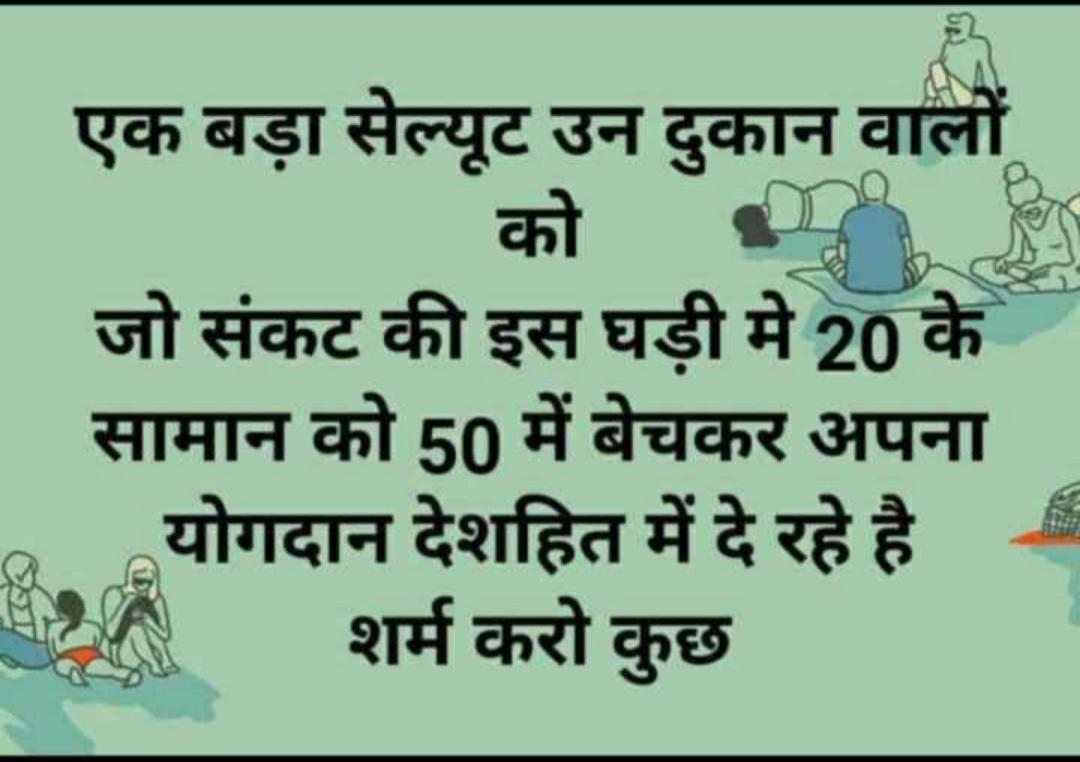 एक बड़ा सेल्यूट उन दुकान वालों
को
जो संकट की इस घड़ी मे 20 के
सामान को 50 में बेचकर अपना
योगदान देशहित में दे रहे है
शर्म करो कुछ